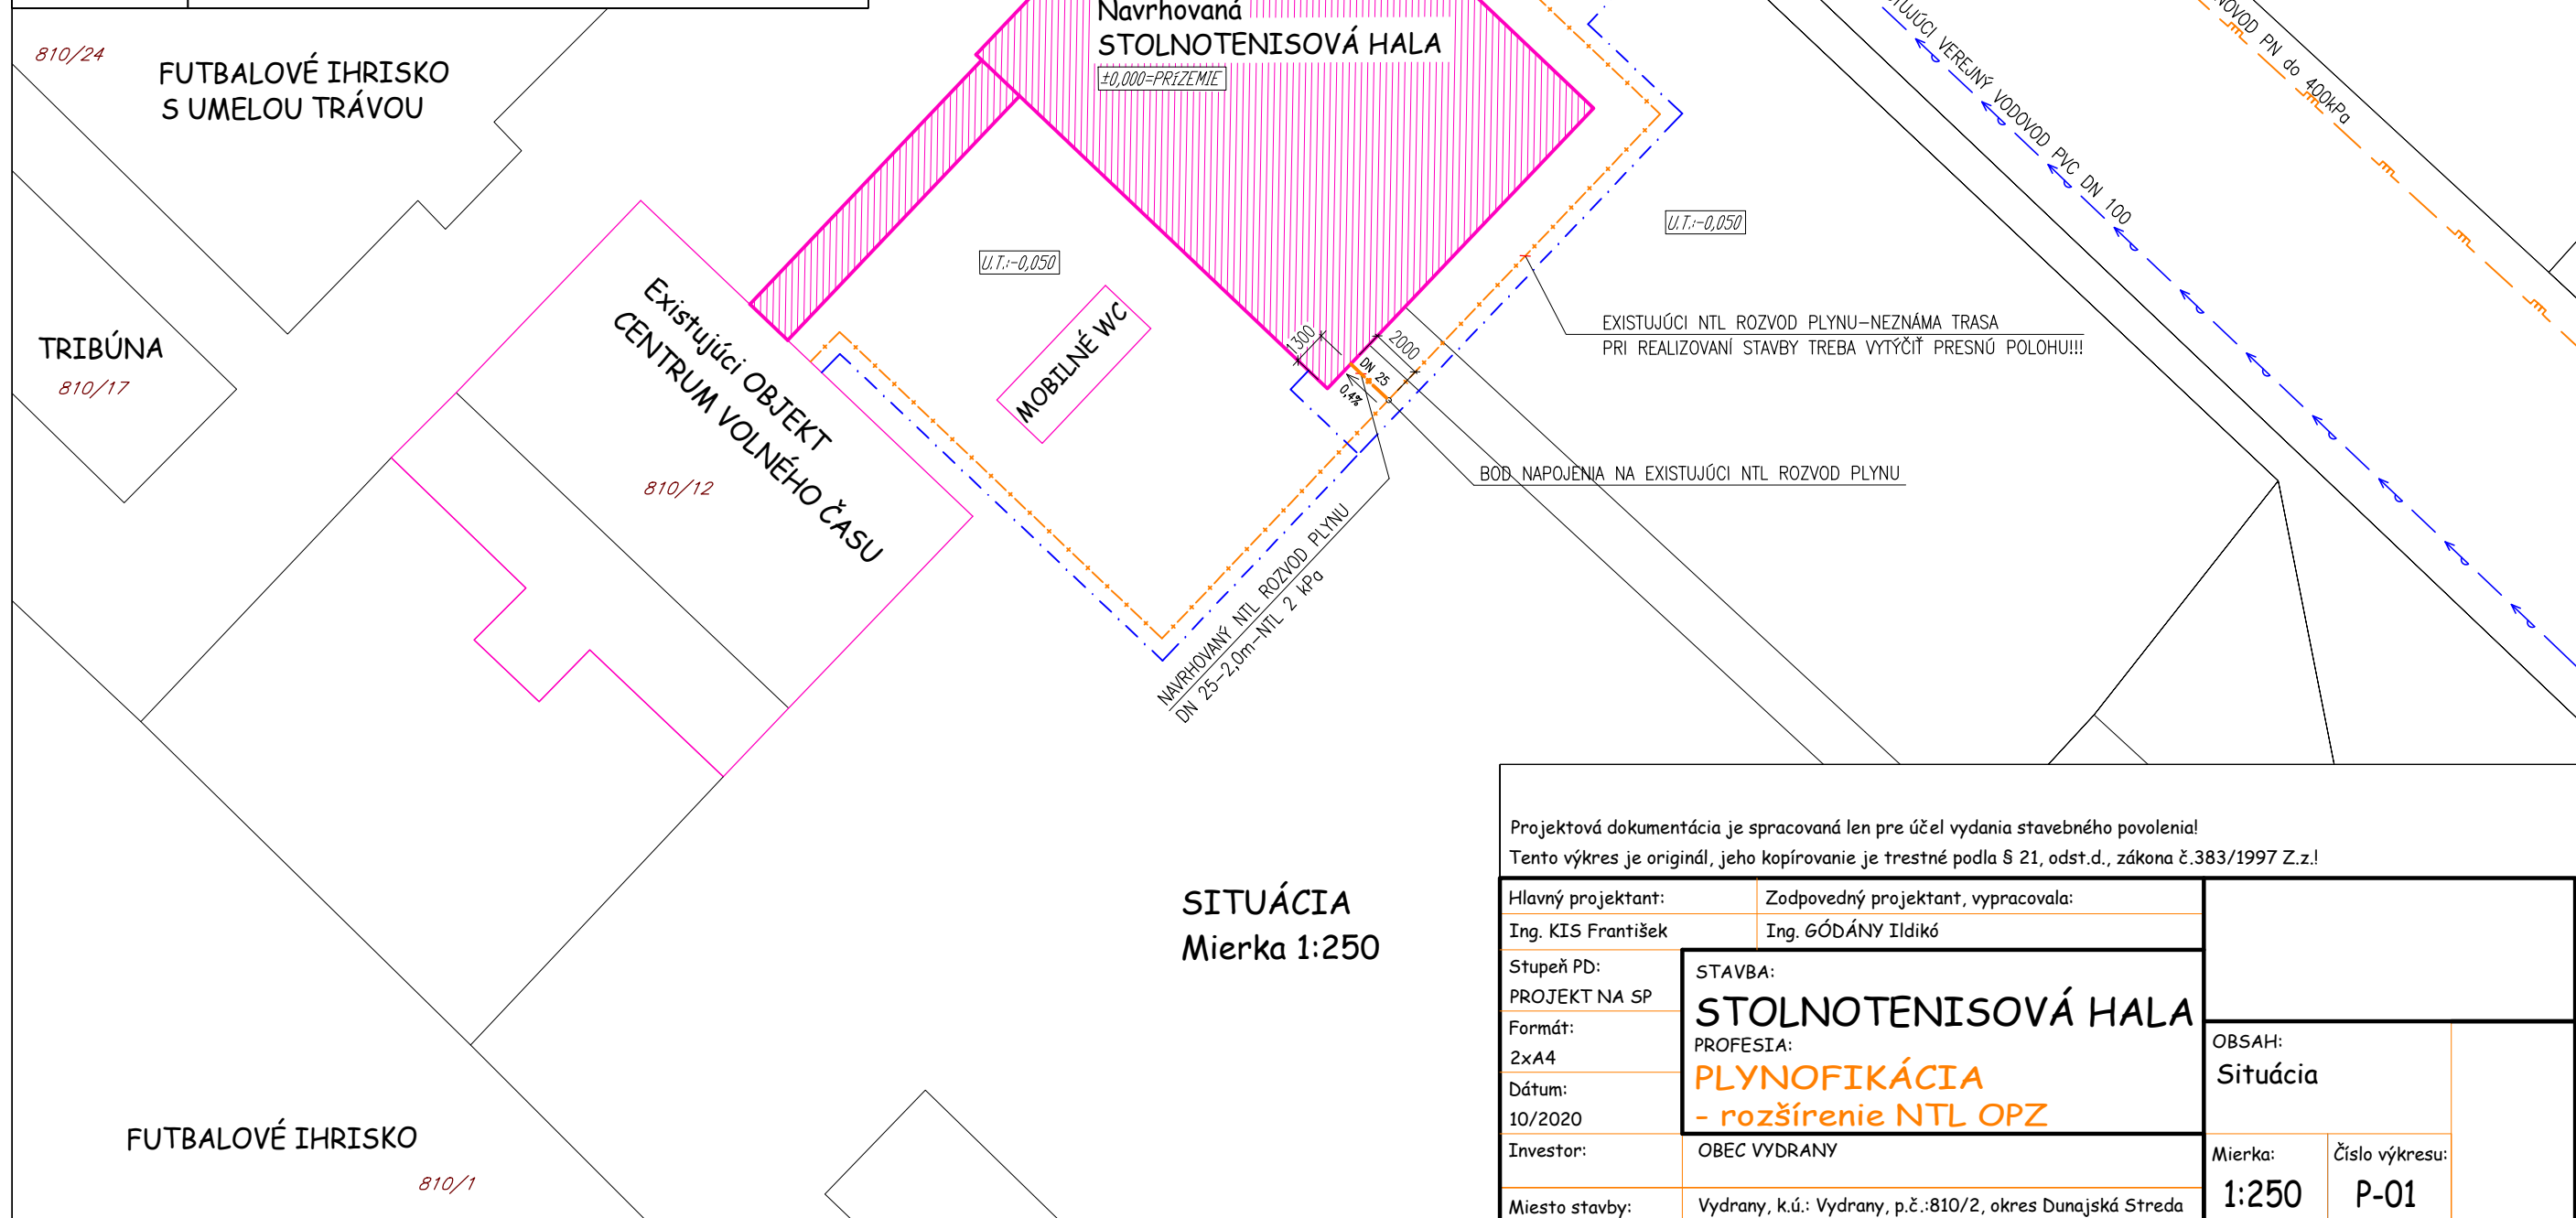 810/24
FUTBALOVÉ IHRISKO
S UMELOU TRÁVOU
Navrhovaná
STOLNOTENISOVÁ HALA
±0,000=PRÍZEMIE
VEREJNÝ VODOVOD PVC DN 100
PN do 400kPa
U.T.:-0,050
U.T.:-0,050
TRIBÚNA
810/17
Existujúci OBJEKT
CENTRUM VOLNÉHO ČASU
810/12
MOBILNÉ WC
1300
2000
DN 25
0,4%
EXISTUJÚCI NTL ROZVOD PLYNU-NEZNÁMA TRASA
PRI REALIZOVANÍ STAVBY TREBA VYTÝČIŤ PRESNÚ POLOHU!!!
BOD NAPOJENIA NA EXISTUJÚCI NTL ROZVOD PLYNU
NAVRHOVANÝ NTL ROZVOD PLYNU
DN 25-2,0m-NTL 2 kPa
SITUÁCIA
Mierka 1:250
FUTBALOVÉ IHRISKO
810/1
Projektová dokumentácia je spracovaná len pre účel vydania stavebného povolenia!
Tento výkres je originál, jeho kopírovanie je trestné podla § 21, odst.d., zákona č.383/1997 Z.z.!
Hlavný projektant:
Zodpovedný projektant, vypracovala:
Ing. KIS František
Ing. GÓDÁNY Ildikó
Stupeň PD:
PROJEKT NA SP
Formát:
2xA4
Dátum:
10/2020
STAVBA:
STOLNOTENISOVÁ HALA
PROFESIA:
PLYNOFIKÁCIA
- rozšírenie NTL OPZ
OBSAH:
Situácia
Investor:
OBEC VYDRANY
Mierka:
1:250
Číslo výkresu:
P-01
Miesto stavby:
Vydrany, k.ú.: Vydrany, p.č.:810/2, okres Dunajská Streda